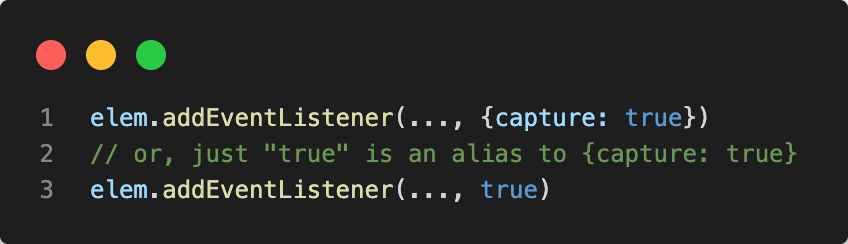 1 elem.addEventListener(..., {capture: true})
2 // or, just "true" is an alias to {capture: true}
3 elem.addEventListener(..., true)